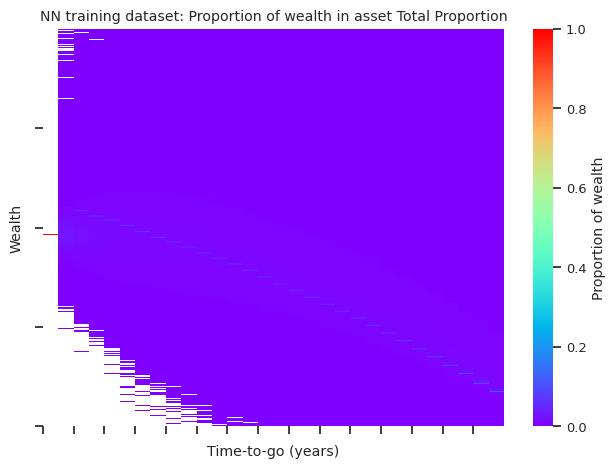 NN training dataset: Proportion of wealth in asset Total Proportion
Wealth
Time-to-go (years)
1.0
0.8
0.6
0.4
0.2
0.0
Proportion of wealth